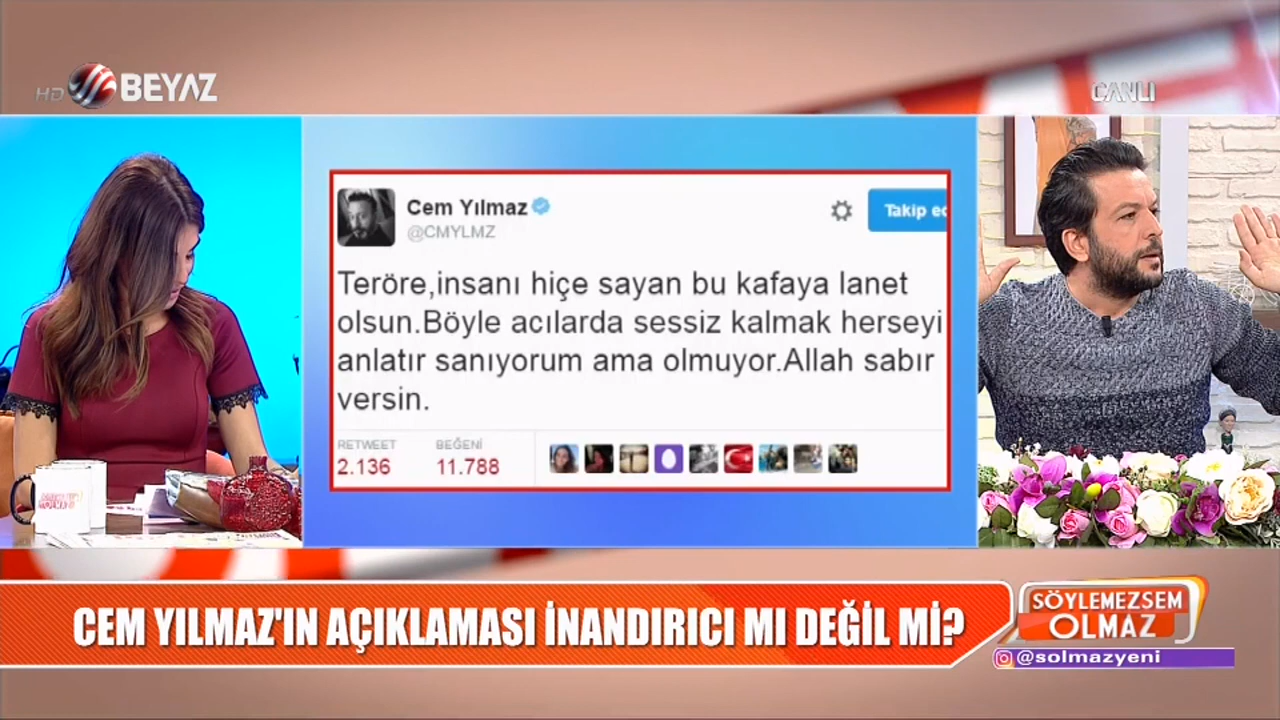 HD BEYAZ
CANLI
Cem Yılmaz
@CMYLMZ
Takip ec
Teröre,insanı hiçe sayan bu kafaya lanet
olsun.Böyle acılarda sessiz kalmak herseyi
anlatır sanıyorum ama olmuyor.Allah sabır
versin.
RETWEET
BEĞENİ
2.136
11.788
CEM YILMAZ'IN AÇIKLAMASI İNANDIRICI MI DEĞİL Mİ?
SÖYLEMEZSEM
OLMAZ
@solmazyeni